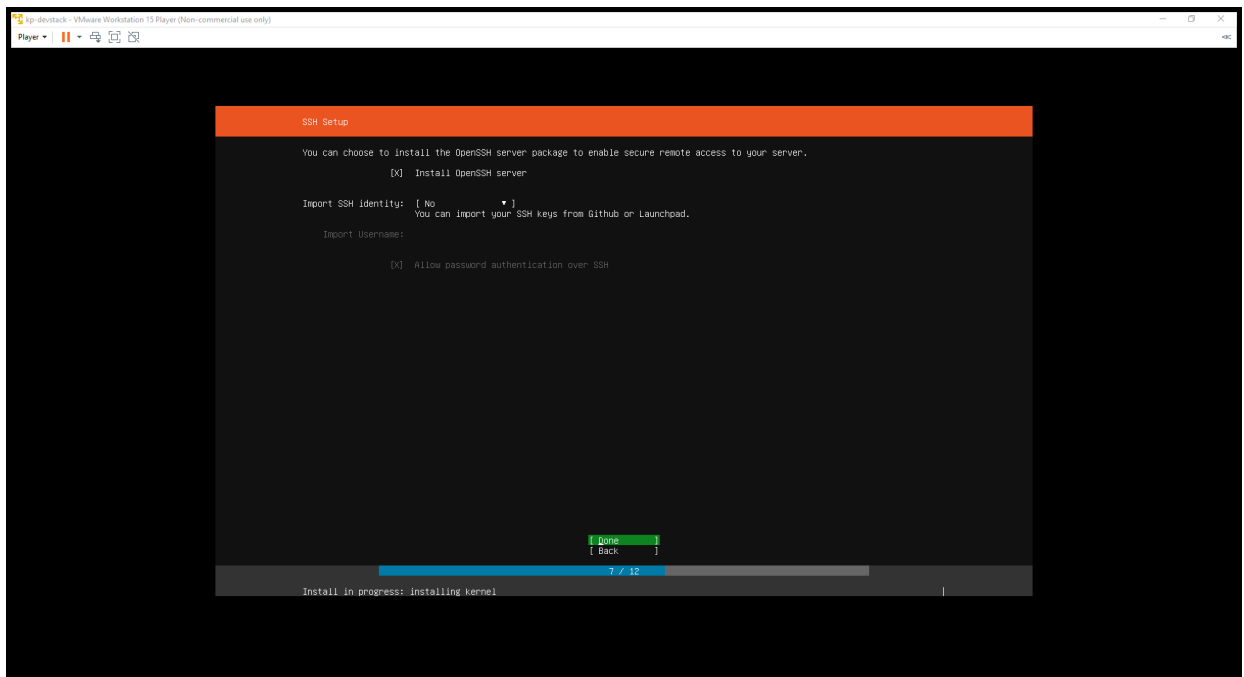 kp-devstack - VMware Workstation 15 Player (Non-commercial use only)
Player
SSH Setup
You can choose to install the OpenSSH server package to enable secure remote access to your server.
[X] Install OpenSSH server
Import SSH identity: [ No ▾ ]
You can import your SSH keys from Github or Launchpad.
Import Username:
[X] Allow password authentication over SSH
[ Done ]
[ Back ]
7 / 12
Install in progress: installing kernel |